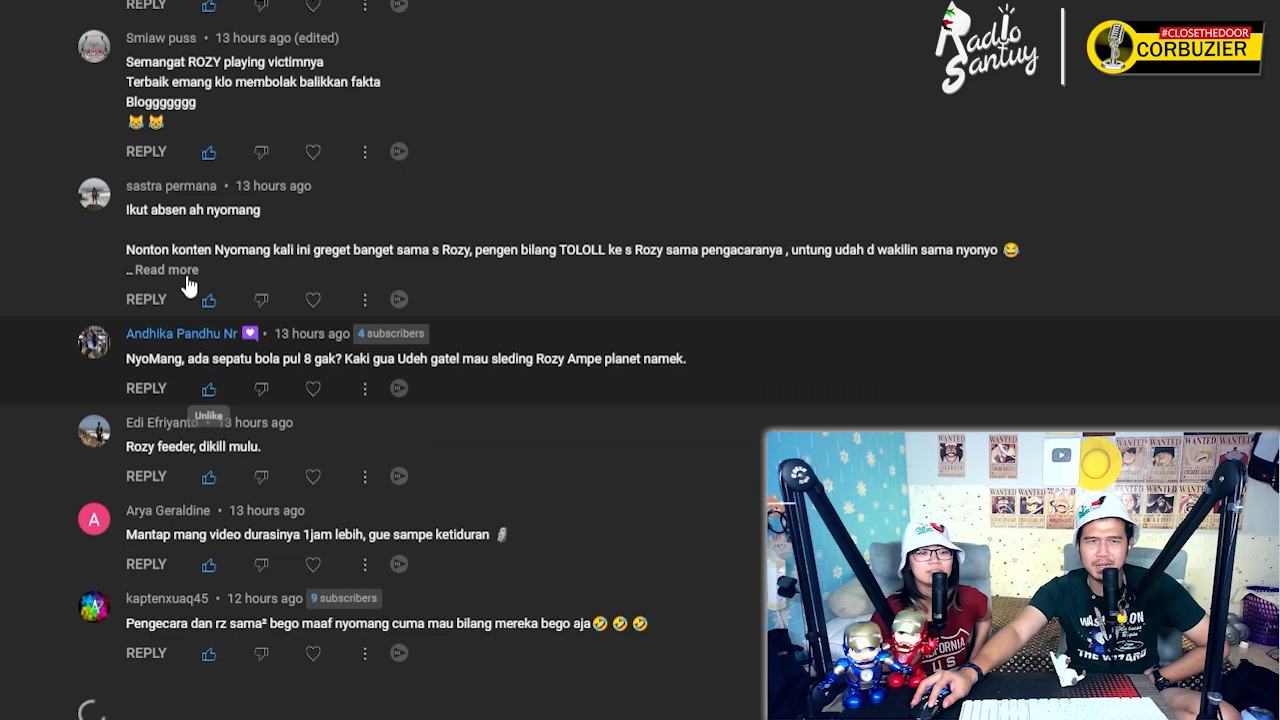 REPLY
Radio
Santuy
#CLOSETHEDOOR
CORBUZIER
Smiaw puss • 13 hours ago (edited)
Semangat ROZY playing victimnya
Terbaik emang klo membolak balikkan fakta
Bloggggggg
😹 😹
REPLY
sastra permana • 13 hours ago
Ikut absen ah nyomang
Nonton konten Nyomang kali ini greget banget sama s Rozy, pengen bilang TOLOLL ke s Rozy sama pengacaranya , untung udah d wakilin sama nyonyo 😂
... Read more
REPLY
Andhika Pandhu Nr • 13 hours ago 4 subscribers
NyoMang, ada sepatu bola pul 8 gak? Kaki gua Udeh gatel mau sleding Rozy Ampe planet namek.
REPLY
Unlike
Edi Efriyanto • 13 hours ago
Rozy feeder, dikill mulu.
REPLY
A
Arya Geraldine • 13 hours ago
Mantap mang video durasinya 1jam lebih, gue sampe ketiduran 🗿
REPLY
kaptenxuaq45 • 12 hours ago 9 subscribers
Pengecara dan rz sama² bego maaf nyomang cuma mau bilang mereka bego aja🤣 🤣 🤣
REPLY
WANTED
WANTED
THE WIZARD